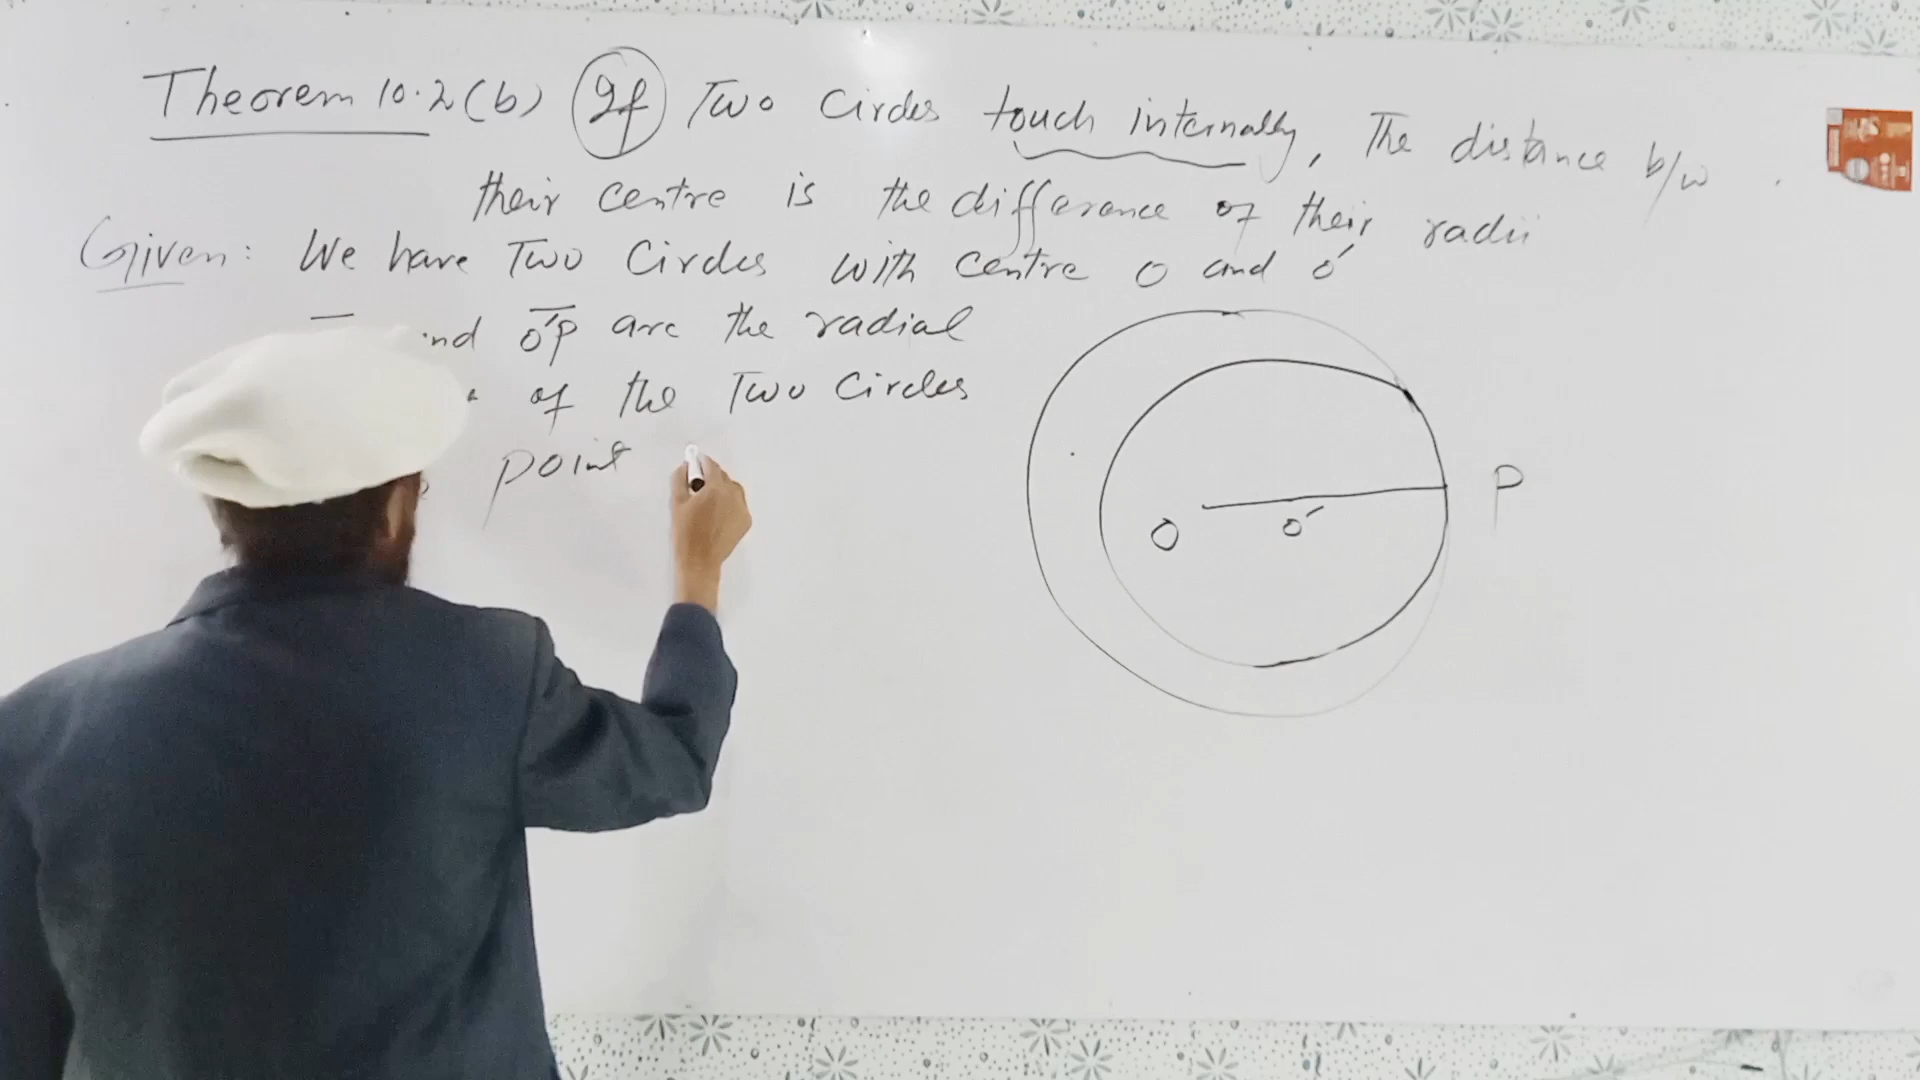 Theorem 10.2(b) If Two Circles touch internally, The distance b/w
their centre is the differance of their radii
Given: We have Two Circles with centre O and O'
and O'P are the radial
of the Two Circles
point
O O' P